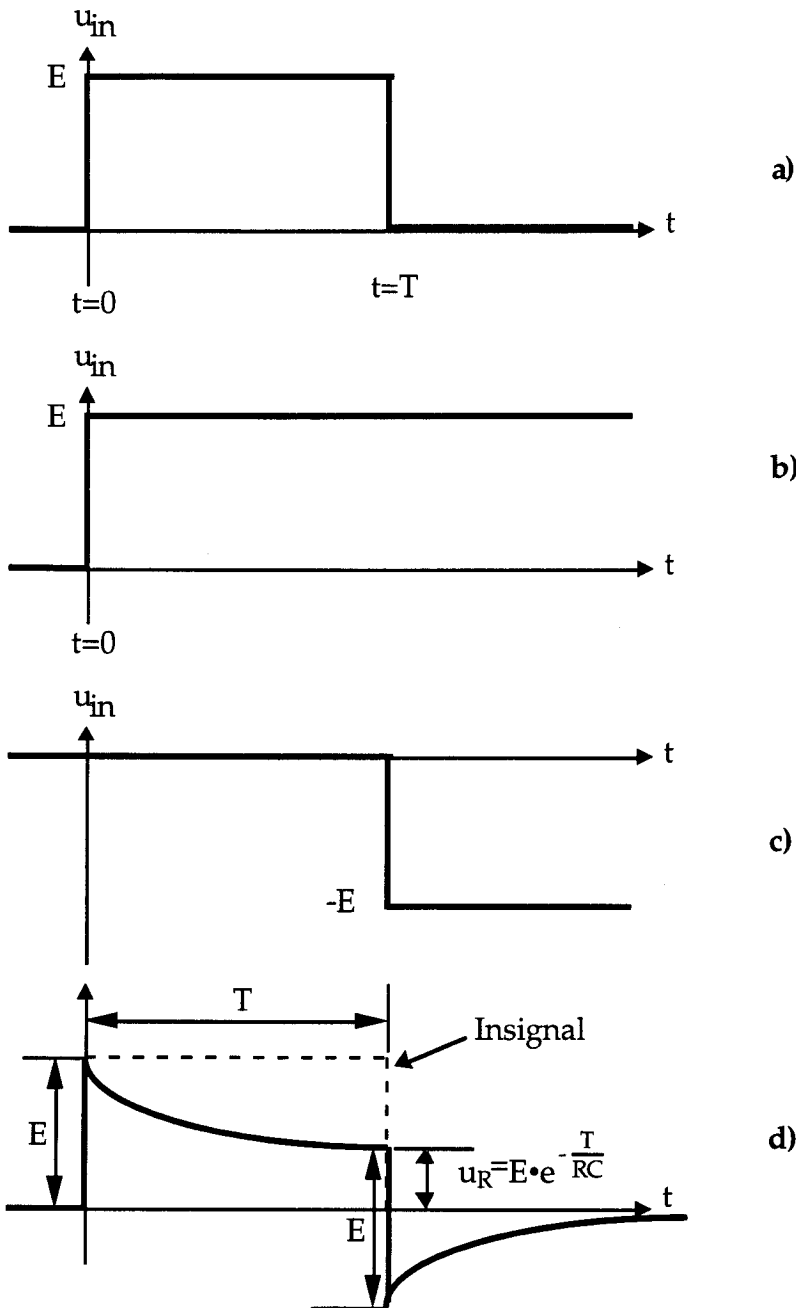 u_in
E
a)
t
t=0
t=T
u_in
E
b)
t
t=0
u_in
t
c)
-E
T
Insignal
E
d)
u_R=E•e^-T/RC
t
E